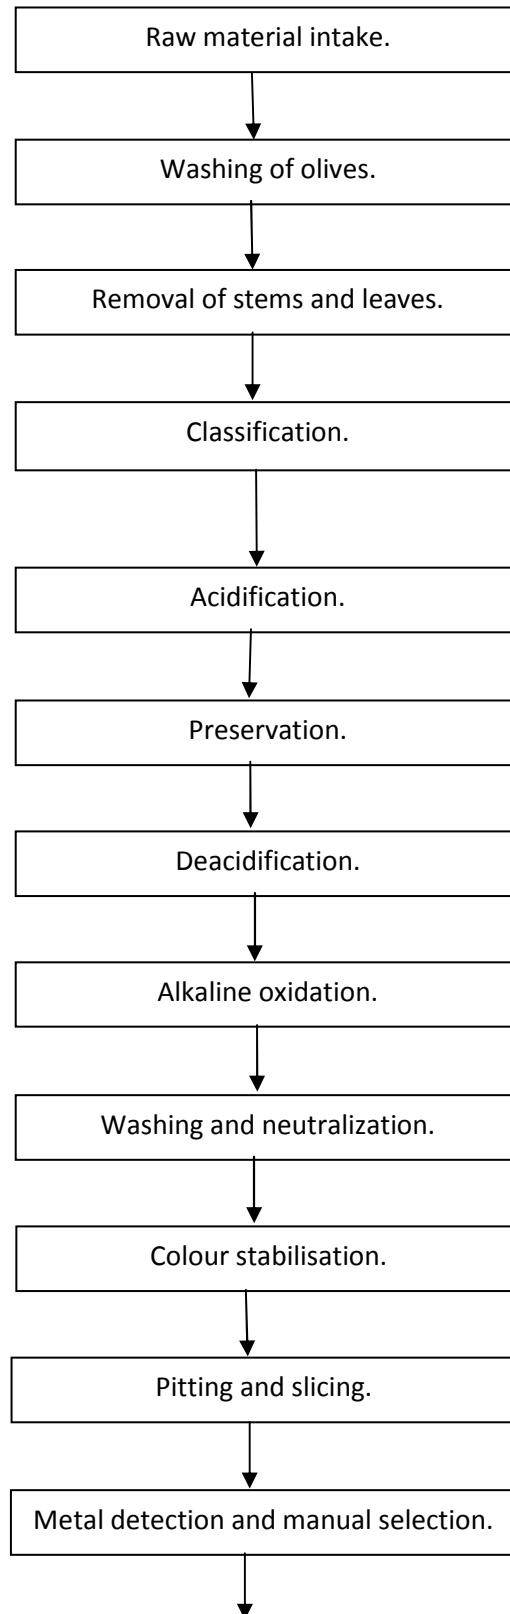 Raw material intake.
Washing of olives.
Removal of stems and leaves.
Classification.
Acidification.
Preservation.
Deacidification.
Alkaline oxidation.
Washing and neutralization.
Colour stabilisation.
Pitting and slicing.
Metal detection and manual selection.